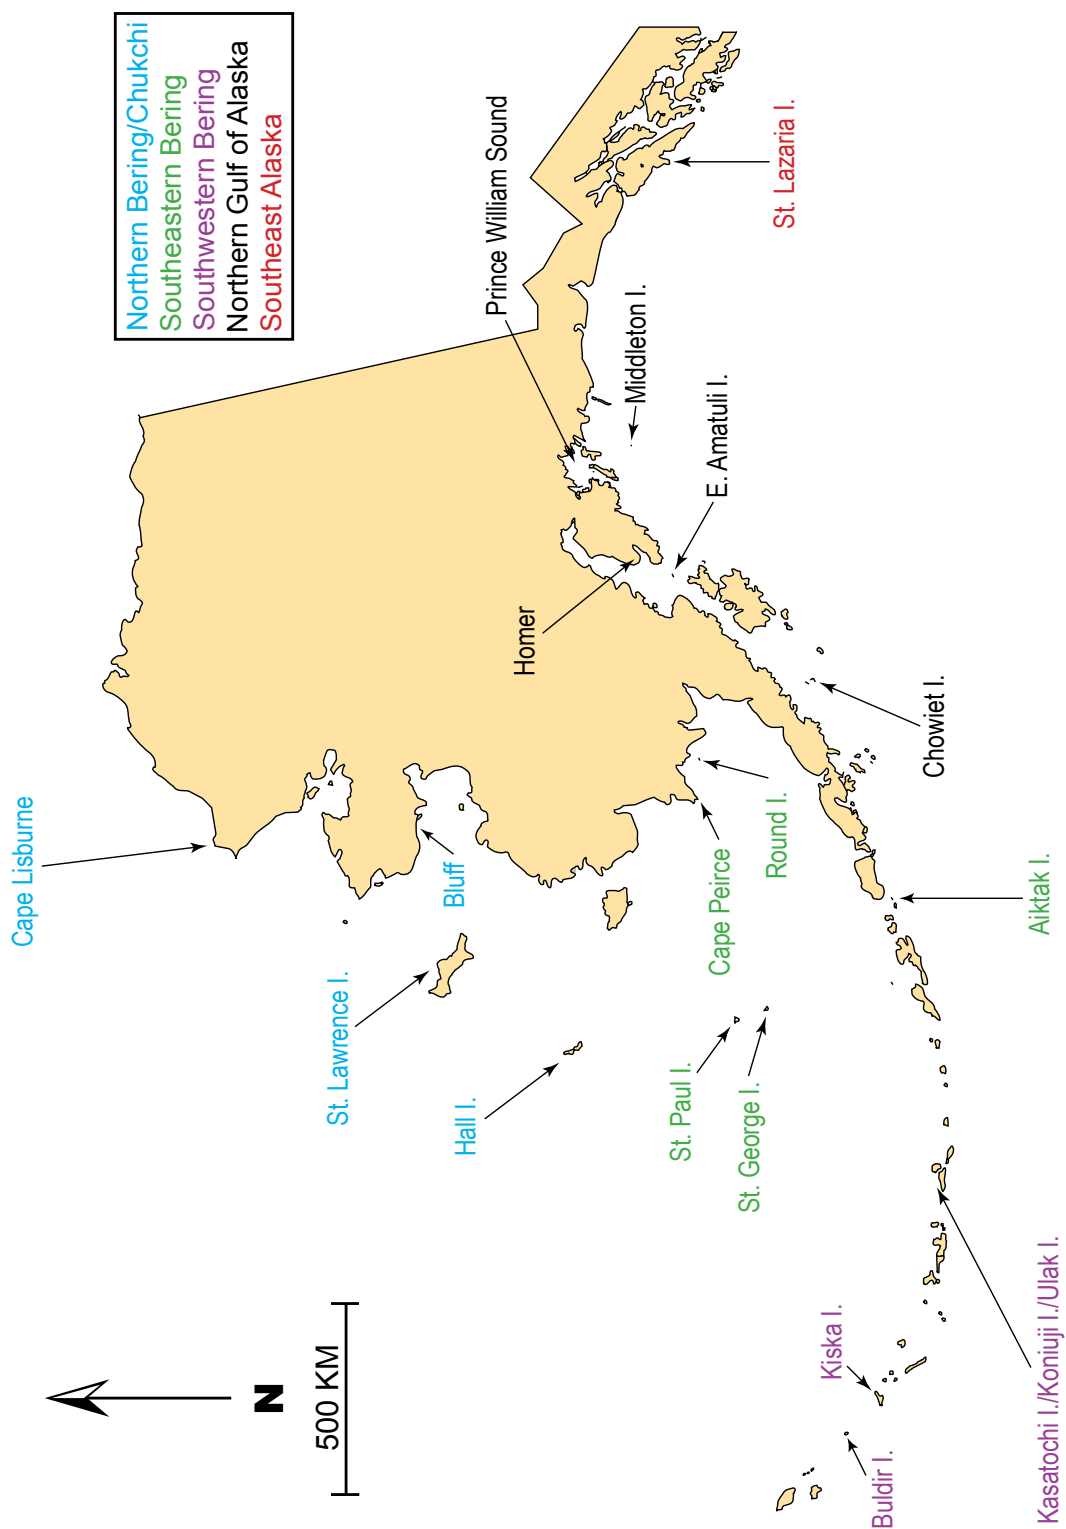 Northern Bering/Chukchi
Southeastern Bering
Southwestern Bering
Northern Gulf of Alaska
Southeast Alaska
Cape Lisburne
St. Lawrence I.
Bluff
Hall I.
Prince William Sound
Homer
Middleton I.
E. Amatuli I.
St. Lazaria I.
St. Paul I.
St. George I.
Cape Peirce
Round I.
Chowiet I.
Aiktak I.
Kiska I.
Buldir I.
Kasatochi I./Koniuji I./Ulak I.
N
500 KM